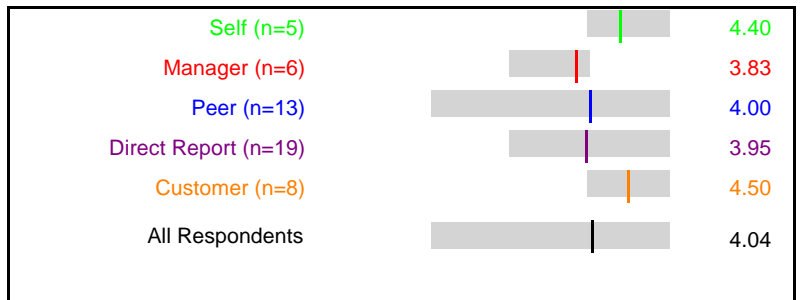 Self (n=5) 4.40
Manager (n=6) 3.83
Peer (n=13) 4.00
Direct Report (n=19) 3.95
Customer (n=8) 4.50
All Respondents 4.04